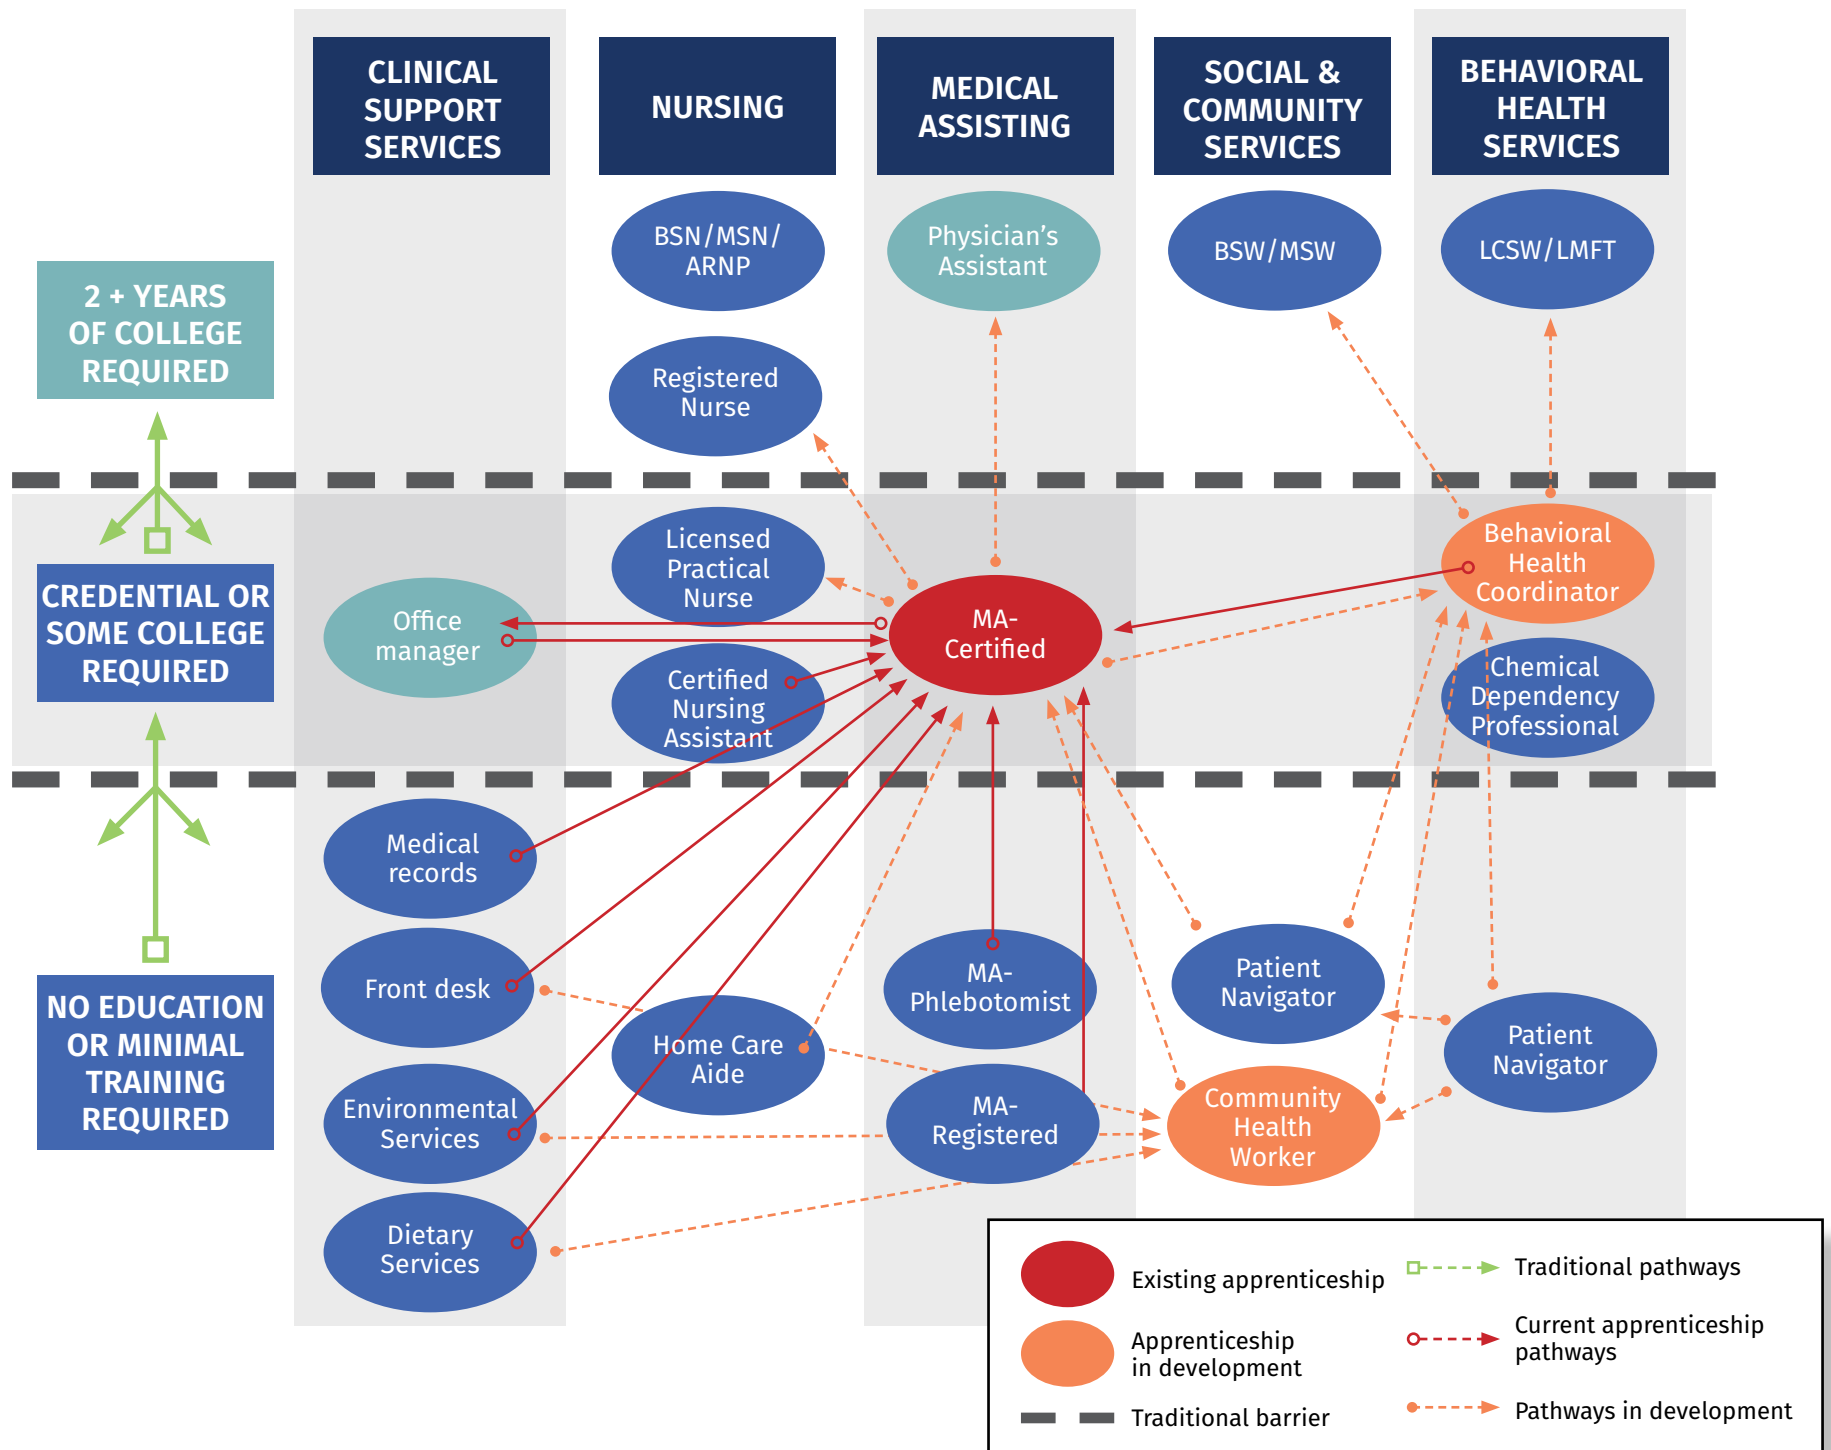 CLINICAL
SUPPORT
SERVICES
NURSING
MEDICAL
ASSISTING
SOCIAL &
COMMUNITY
SERVICES
BEHAVIORAL
HEALTH
SERVICES
2 + YEARS
OF COLLEGE
REQUIRED
BSN/MSN/
ARNP
Physician’s
Assistant
BSW/MSW
LCSW/LMFT
Registered
Nurse
CREDENTIAL OR
SOME COLLEGE
REQUIRED
Office
manager
Licensed
Practical
Nurse
Certified
Nursing
Assistant
MA-
Certified
Behavioral
Health
Coordinator
Chemical
Dependency
Professional
NO EDUCATION
OR MINIMAL
TRAINING
REQUIRED
Medical
records
Front desk
Environmental
Services
Dietary
Services
Home Care
Aide
MA-
Phlebotomist
MA-
Registered
Patient
Navigator
Community
Health
Worker
Patient
Navigator
Existing apprenticeship
Apprenticeship
in development
Traditional barrier
Traditional pathways
Current apprenticeship
pathways
Pathways in development